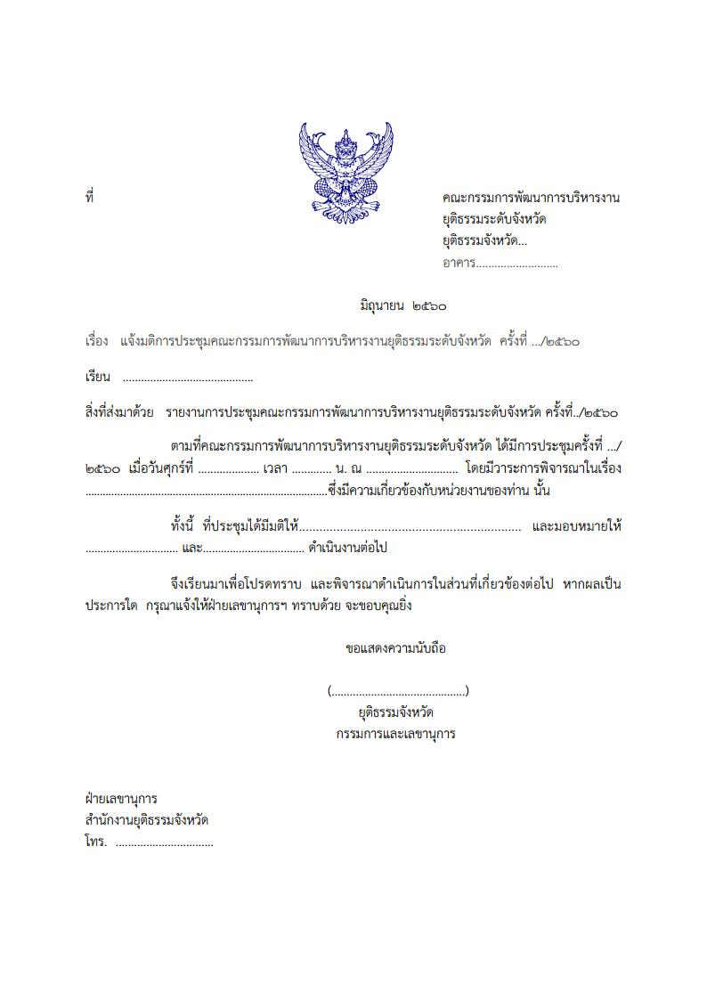 ที่
คณะกรรมการพัฒนาการบริหารงาน
ยุติธรรมระดับจังหวัด
ยุติธรรมจังหวัด...
อาคาร...........................
มิถุนายน ๒๕๖๐
เรื่อง แจ้งมติการประชุมคณะกรรมการพัฒนาการบริหารงานยุติธรรมระดับจังหวัด ครั้งที่ .../๒๕๖๐
เรียน ...........................................
สิ่งที่ส่งมาด้วย รายงานการประชุมคณะกรรมการพัฒนาการบริหารงานยุติธรรมระดับจังหวัด ครั้งที่../๒๕๖๐
ตามที่คณะกรรมการพัฒนาการบริหารงานยุติธรรมระดับจังหวัด ได้มีการประชุมครั้งที่ .../
๒๕๖๐ เมื่อวันศุกร์ที่ .................... เวลา ............. น. ณ .............................. โดยมีวาระการพิจารณาในเรื่อง
....................................................................................ซึ่งมีความเกี่ยวข้องกับหน่วยงานของท่าน นั้น
ทั้งนี้ ที่ประชุมได้มีมติให้................................................................. และมอบหมายให้
.............................. และ................................. ดำเนินงานต่อไป
จึงเรียนมาเพื่อโปรดทราบ และพิจารณาดำเนินการในส่วนที่เกี่ยวข้องต่อไป หากผลเป็น
ประการใด กรุณาแจ้งให้ฝ่ายเลขานุการฯ ทราบด้วย จะขอบคุณยิ่ง
ขอแสดงความนับถือ
(............................................)
ยุติธรรมจังหวัด
กรรมการและเลขานุการ
ฝ่ายเลขานุการ
สำนักงานยุติธรรมจังหวัด
โทร. ................................